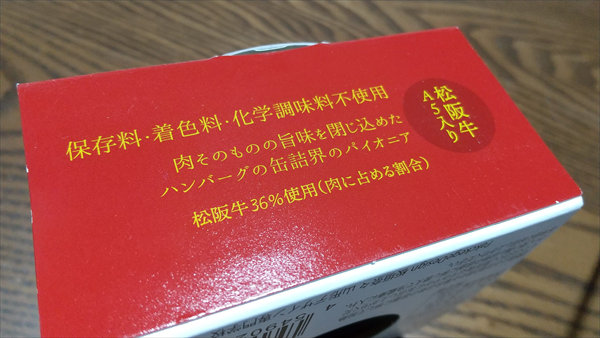 保存料・着色料・化学調味料不使用
肉そのものの旨味を閉じ込めた
ハンバーグの缶詰界のパイオニア
松阪牛36%使用(肉に占める割合)
松阪牛
A5入り